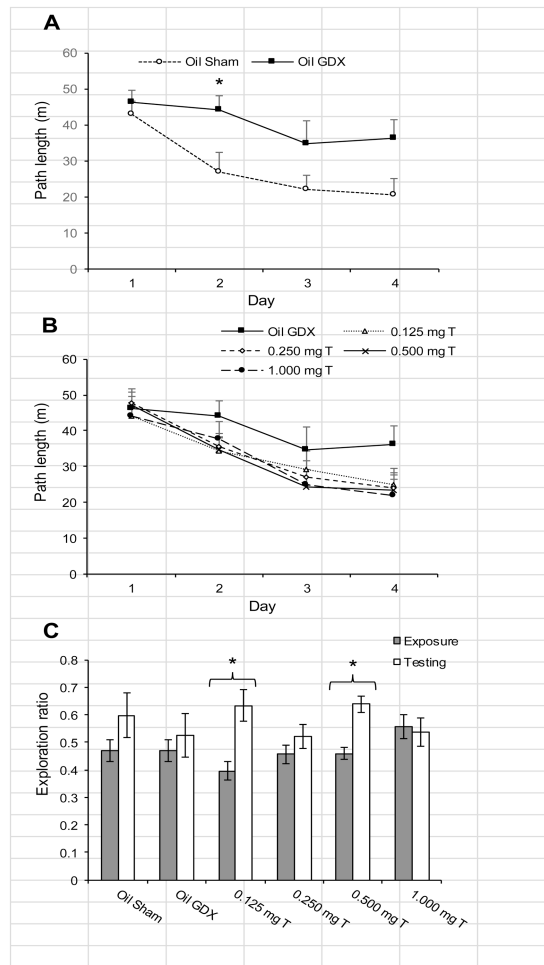 A
Oil Sham Oil GDX
*
60
50
40
30
20
10
0
Path length (m)
1 2 3 4
Day
B
Oil GDX 0.125 mg T
0.250 mg T 0.500 mg T
1.000 mg T
60
50
40
30
20
10
0
Path length (m)
1 2 3 4
Day
C
Exposure
Testing
* *
0.8
0.7
0.6
0.5
0.4
0.3
0.2
0.1
0
Exploration ratio
Oil Sham Oil GDX 0.125 mg T 0.250 mg T 0.500 mg T 1.000 mg T